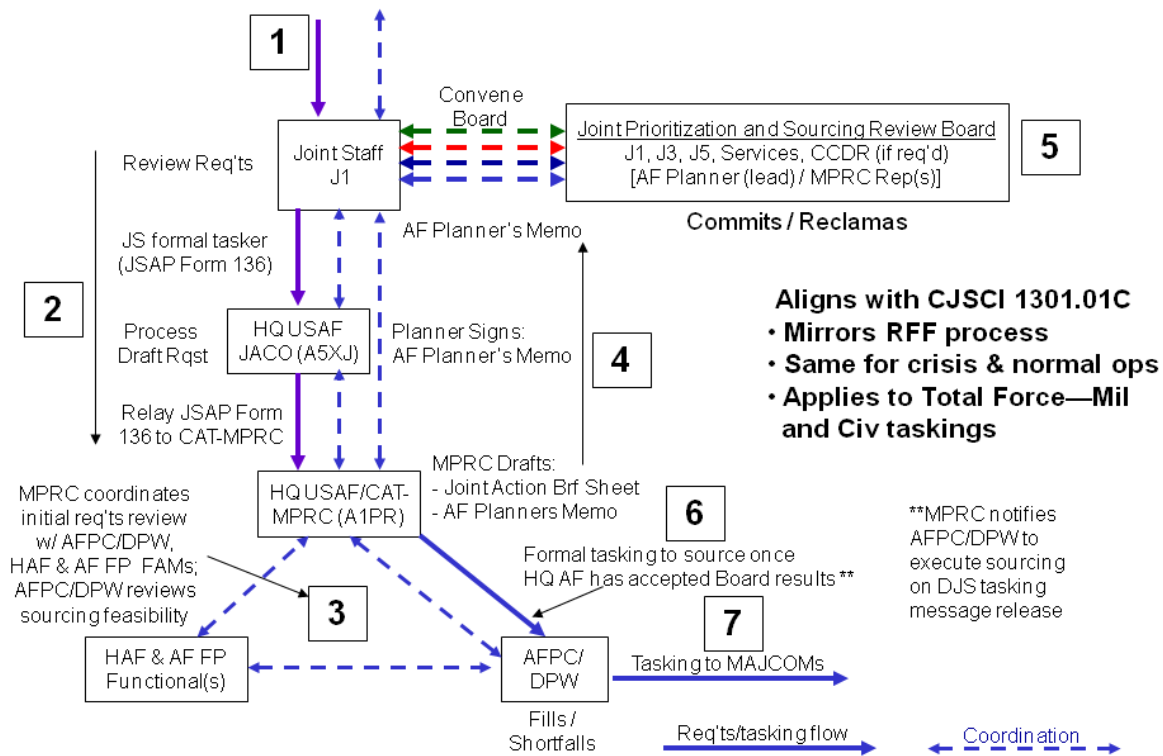 1
Convene
Board
Review Req'ts
Joint Staff
J1
Joint Prioritization and Sourcing Review Board
J1, J3, J5, Services, CCDR (if req'd)
[AF Planner (lead) / MPRC Rep(s)]
5
Commits / Reclamas
JS formal tasker
(JSAP Form 136)
AF Planner's Memo
2
Process
Draft Rqst
HQ USAF
JACO (A5XJ)
Planner Signs:
AF Planner's Memo
4
Aligns with CJSCI 1301.01C
• Mirrors RFF process
• Same for crisis & normal ops
• Applies to Total Force—Mil
and Civ taskings
Relay JSAP Form
136 to CAT-MPRC
HQ USAF/CAT-
MPRC (A1PR)
MPRC Drafts:
- Joint Action Brf Sheet
- AF Planners Memo
MPRC coordinates
initial req'ts review
w/ AFPC/DPW,
HAF & AF FP FAMs;
AFPC/DPW reviews
sourcing feasibility
3
6
Formal tasking to source once
HQ AF has accepted Board results **
**MPRC notifies
AFPC/DPW to
execute sourcing
on DJS tasking
message release
7
HAF & AF FP
Functional(s)
AFPC/
DPW
Tasking to MAJCOMs
Fills /
Shortfalls
Req'ts/tasking flow
Coordination